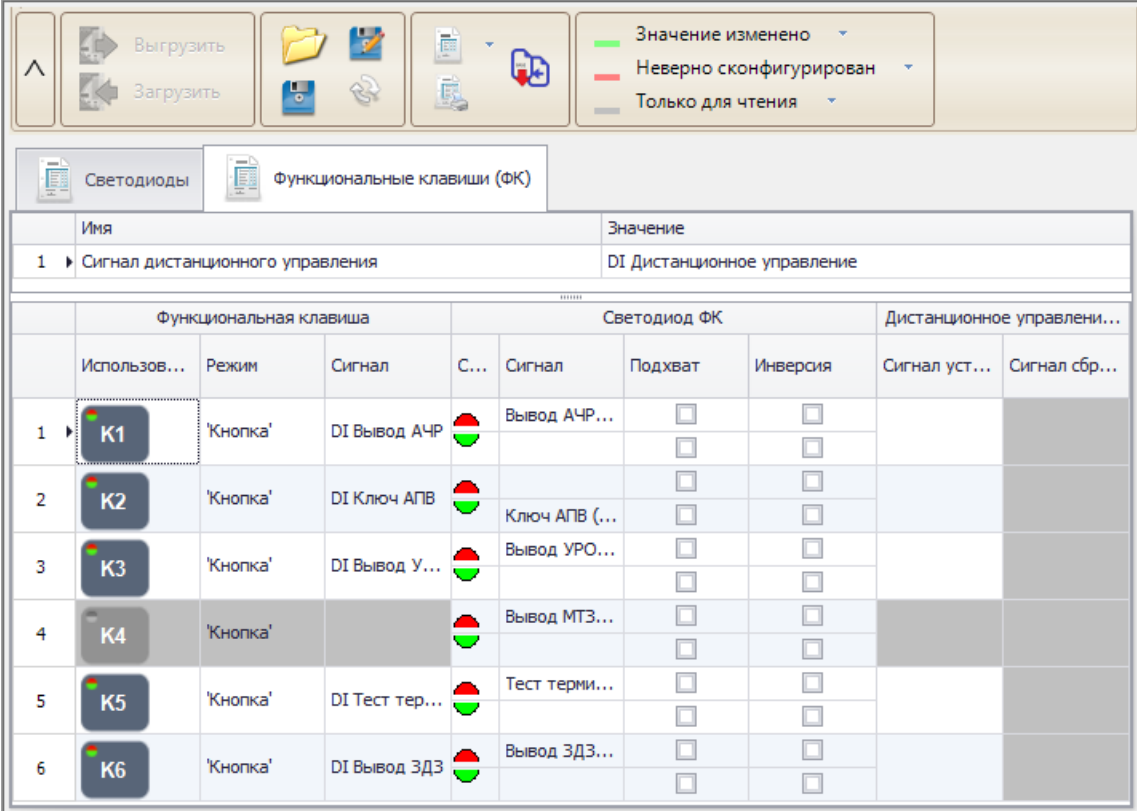 Выгрузить
Загрузить
Значение изменено
Неверно сконфигурирован
Только для чтения
Светодиоды
Функциональные клавиши (ФК)
Имя Значение
1 Сигнал дистанционного управления DI Дистанционное управление
Функциональная клавиша Светодиод ФК Дистанционное управлени...
Использов... Режим Сигнал С... Сигнал Подхват Инверсия Сигнал уст... Сигнал сбр...
1 K1 'Кнопка' DI Вывод АЧР Вывод АЧР...
2 K2 'Кнопка' DI Ключ АПВ Ключ АПВ (...
3 K3 'Кнопка' DI Вывод У... Вывод УРО...
4 K4 'Кнопка' Вывод МТЗ...
5 K5 'Кнопка' DI Тест тер... Тест терми...
6 K6 'Кнопка' DI Вывод ЗДЗ Вывод ЗДЗ...